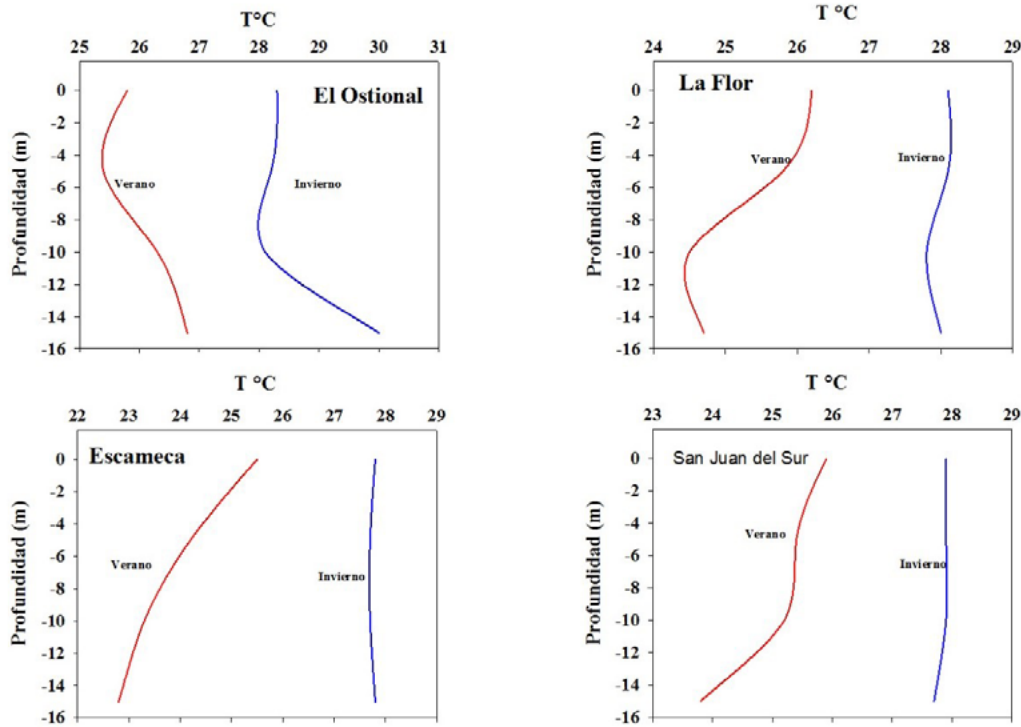 T°C
25 26 27 28 29 30 31
El Ostional
Profundidad (m)
0
-2
-4
-6
-8
-10
-12
-14
-16
Verano
Invierno
T °C
24 25 26 27 28 29
La Flor
Profundidad (m)
0
-2
-4
-6
-8
-10
-12
-14
-16
Verano
Invierno
T °C
22 23 24 25 26 27 28 29
Escameca
Profundidad (m)
0
-2
-4
-6
-8
-10
-12
-14
-16
Verano
Invierno
T °C
23 24 25 26 27 28 29
San Juan del Sur
Profundidad (m)
0
-2
-4
-6
-8
-10
-12
-14
-16
Verano
Invierno